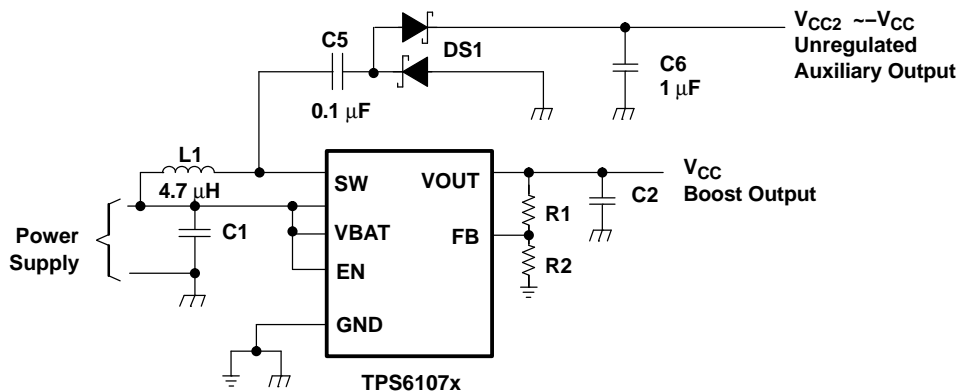 C5
DS1
0.1 μF
V_CC2 ~–V_CC
Unregulated
Auxiliary Output
C6
1 μF
L1
4.7 μH
SW
VOUT
V_CC
Boost Output
C2
R1
Power
Supply
C1
VBAT
FB
R2
EN
GND
TPS6107x